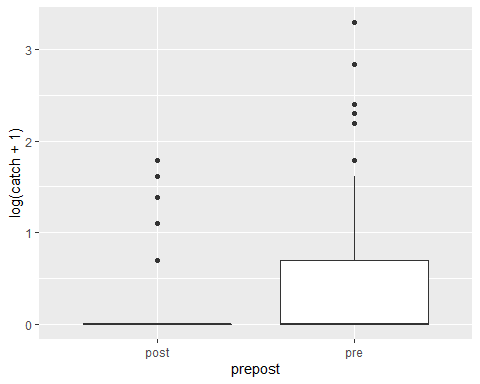 log(catch + 1)
3
2
1
0
post
pre
prepost